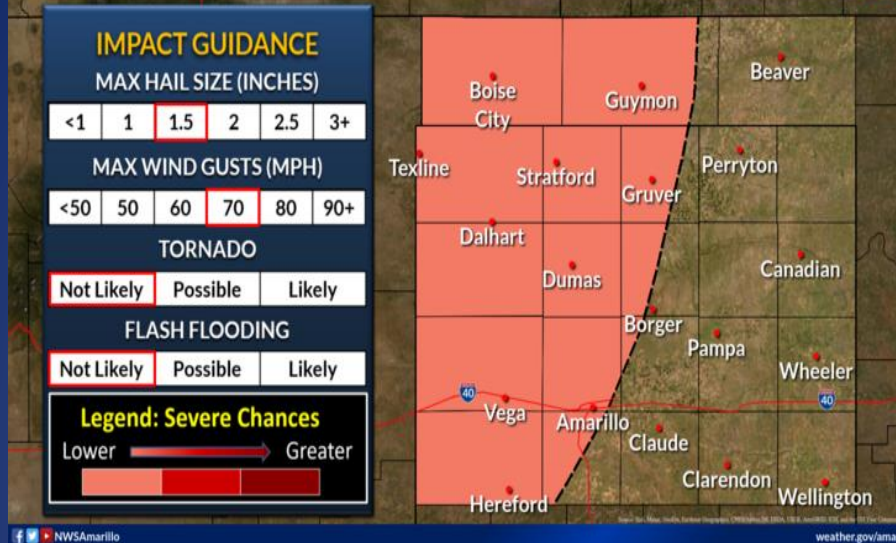 IMPACT GUIDANCE
MAX HAIL SIZE (INCHES)
<1 1 1.5 2 2.5 3+
MAX WIND GUSTS (MPH)
<50 50 60 70 80 90+
TORNADO
Not Likely Possible Likely
FLASH FLOODING
Not Likely Possible Likely
Legend: Severe Chances
Lower Greater
Boise
City
Guymon
Beaver
Texline
Stratford
Gruver
Perryton
Dalhart
Dumas
Canadian
Borger
Pampa
Wheeler
40
Vega
Amarillo
40
Claude
Clarendon
Hereford
Wellington
NWSAmarillo
weather.gov/ama